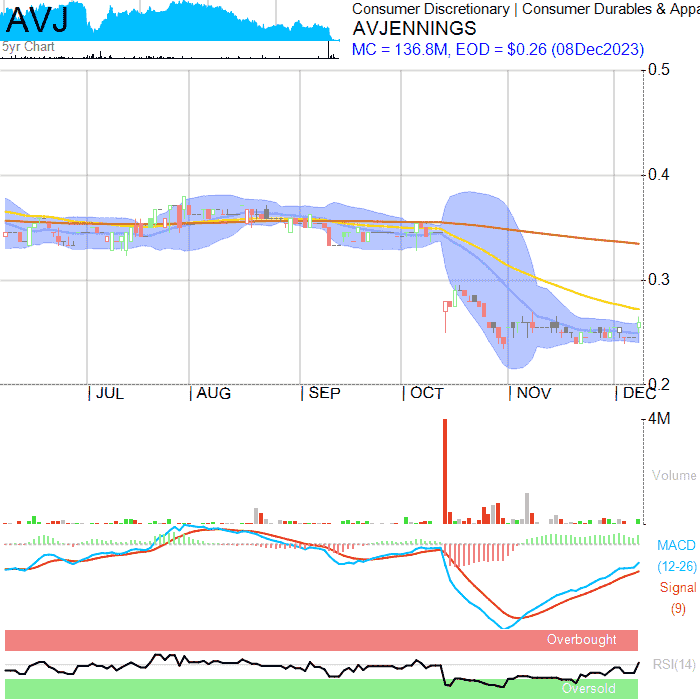 AVJ
5yr Chart
Consumer Discretionary | Consumer Durables & Appa
AVJENNINGS
MC = 136.8M, EOD = $0.26 (08Dec2023)
0.5
0.4
0.3
0.2
| JUL | AUG | SEP | OCT | NOV | DEC
4M
Volume
MACD
(12-26)
Signal
(9)
Overbought
RSI(14)
Oversold